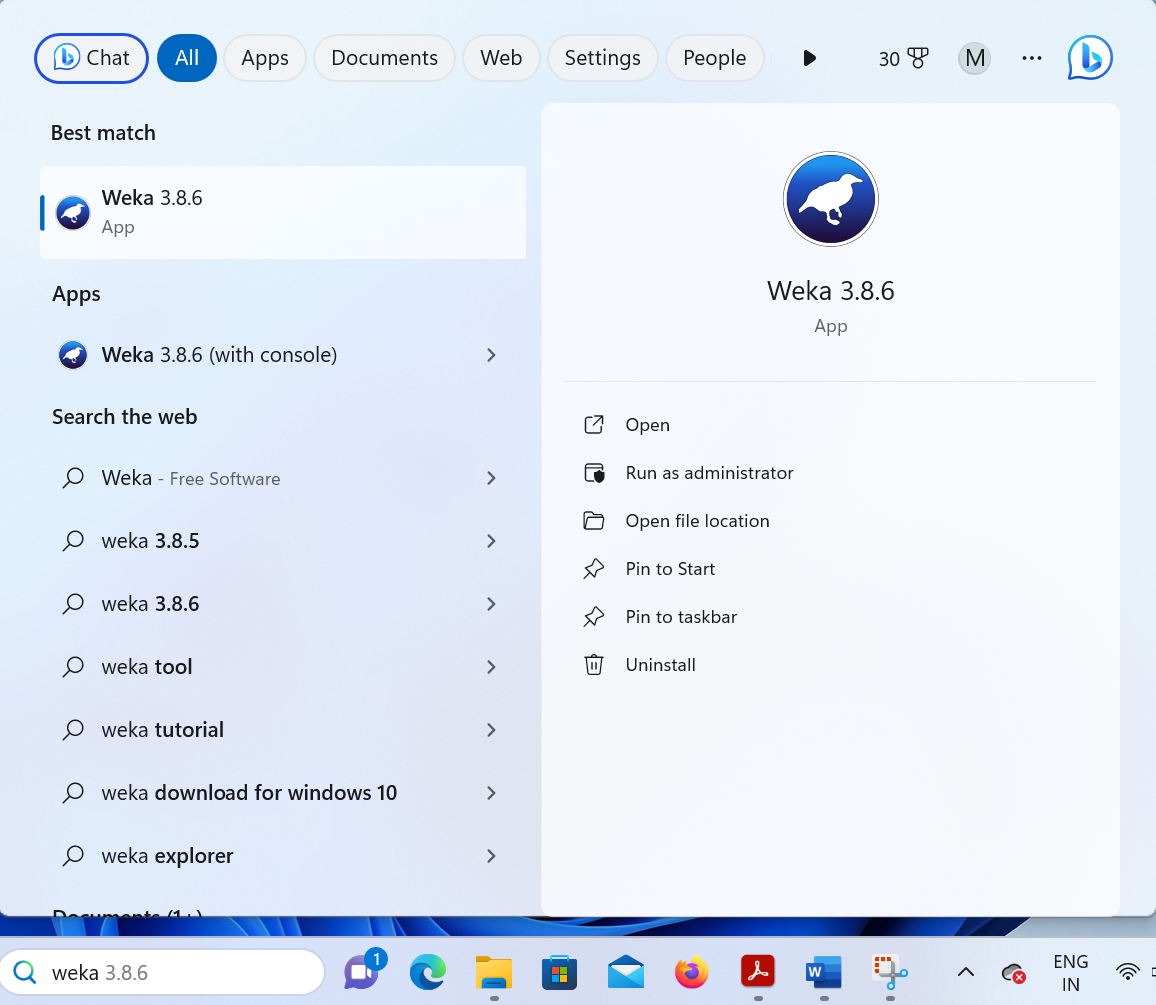 Chat
All
Apps
Documents
Web
Settings
People
30
M
Best match
Weka 3.8.6
App
Apps
Weka 3.8.6 (with console)
Search the web
Weka - Free Software
weka 3.8.5
weka 3.8.6
weka tool
weka tutorial
weka download for windows 10
weka explorer
Documents (1+)
Weka 3.8.6
App
Open
Run as administrator
Open file location
Pin to Start
Pin to taskbar
Uninstall
weka 3.8.6
1
W
ENG
IN